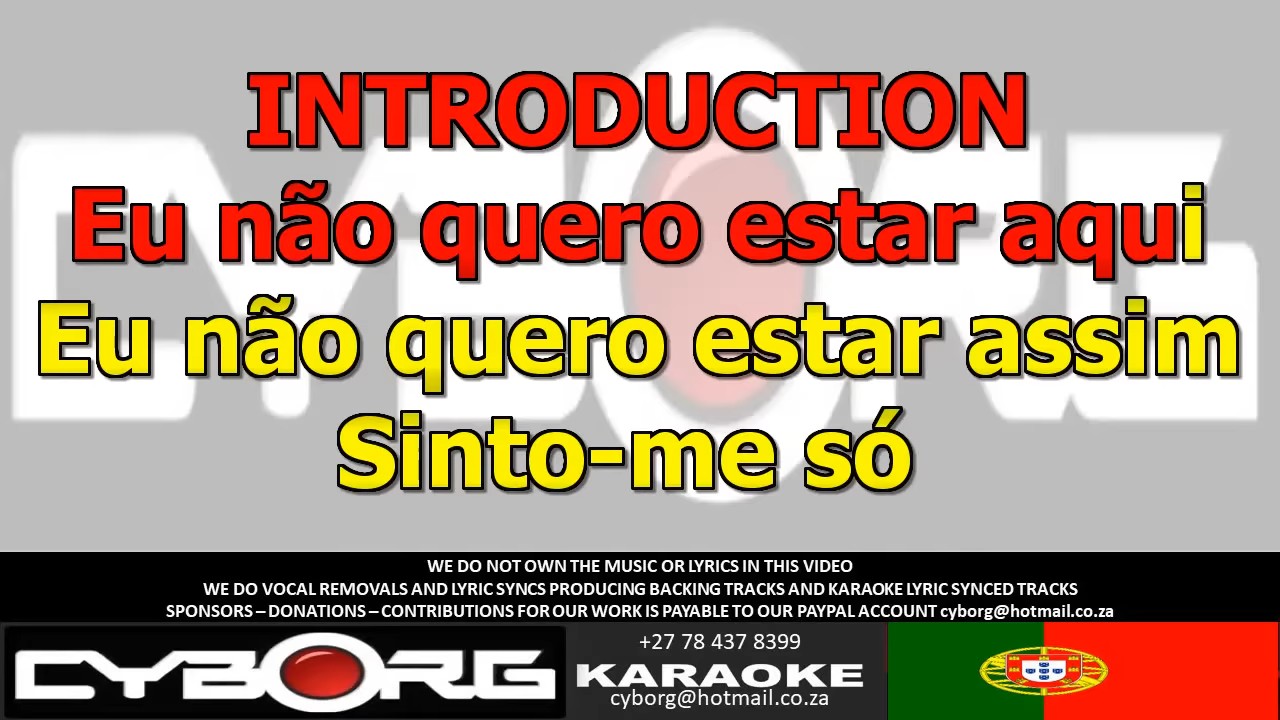 INTRODUCTION
Eu não quero estar aqui
Eu não quero estar assim
Sinto-me só
WE DO NOT OWN THE MUSIC OR LYRICS IN THIS VIDEO
WE DO VOCAL REMOVALS AND LYRIC SYNCS PRODUCING BACKING TRACKS AND KARAOKE LYRIC SYNCED TRACKS
SPONSORS – DONATIONS – CONTRIBUTIONS FOR OUR WORK IS PAYABLE TO OUR PAYPAL ACCOUNT cyborg@hotmail.co.za
CYBORG
+27 78 437 8399
KARAOKE
cyborg@hotmail.co.za